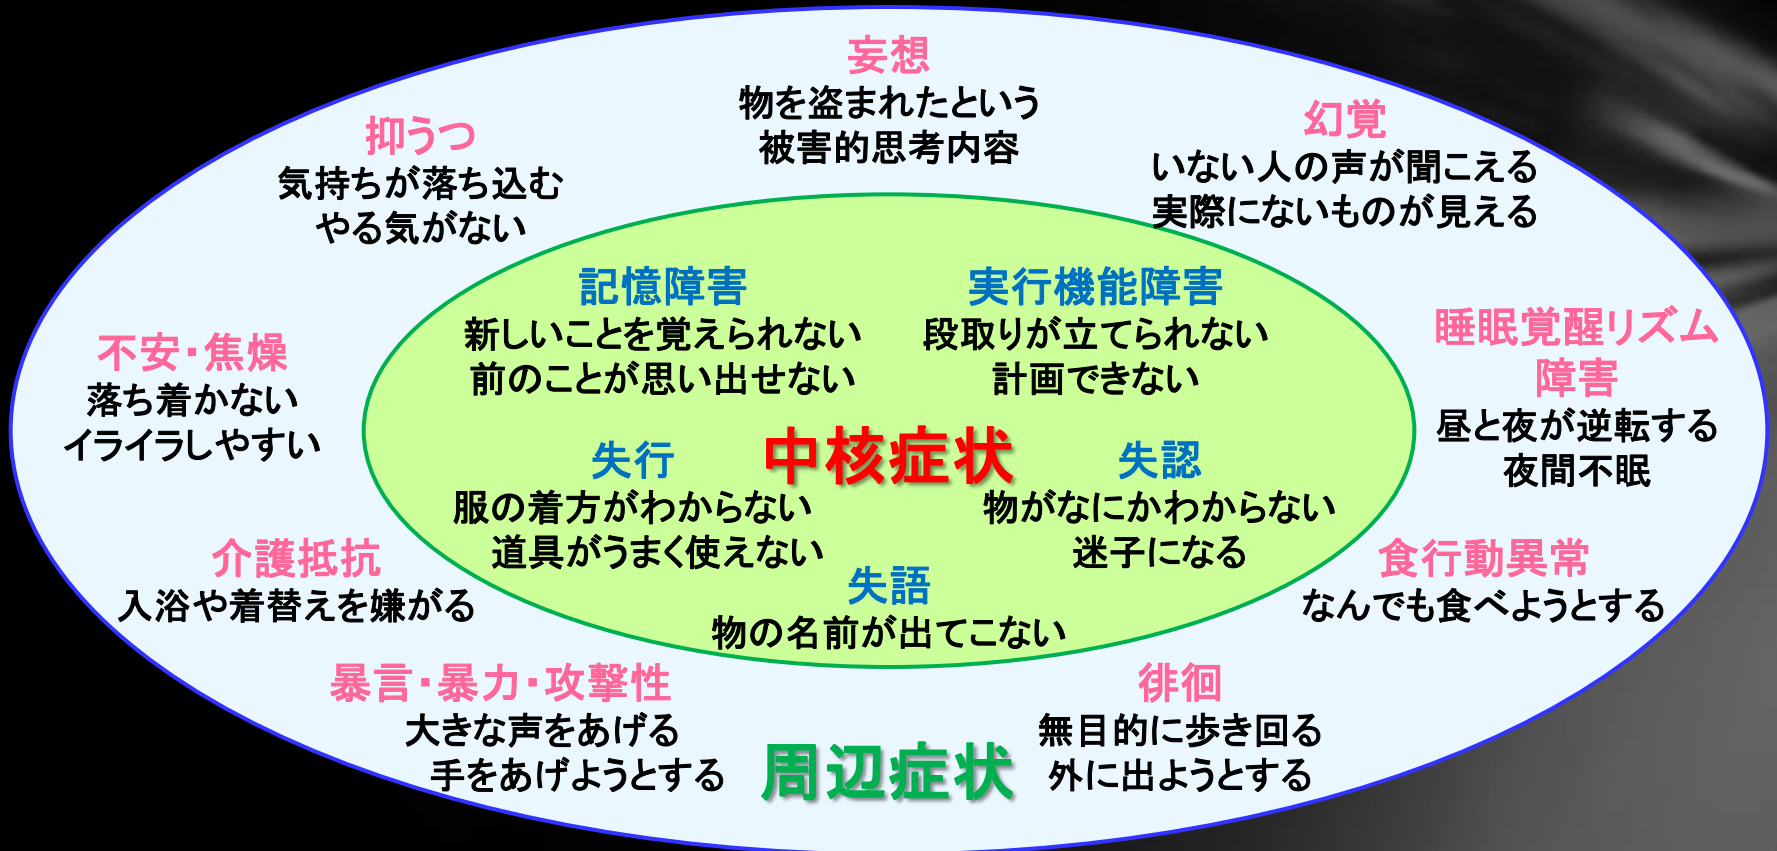 妄想
物を盗まれたという
被害的思考内容
抑うつ
気持ちが落ち込む
やる気がない
幻覚
いない人の声が聞こえる
実際にないものが見える
記憶障害
新しいことを覚えられない
前のことが思い出せない
実行機能障害
段取りが立てられない
計画できない
不安・焦燥
落ち着かない
イライラしやすい
睡眠覚醒リズム
障害
昼と夜が逆転する
夜間不眠
中核症状
失行
服の着方がわからない
道具がうまく使えない
失認
物がなにかわからない
迷子になる
失語
物の名前が出てこない
介護抵抗
入浴や着替えを嫌がる
食行動異常
なんでも食べようとする
暴言・暴力・攻撃性
大きな声をあげる
手をあげようとする
周辺症状
徘徊
無目的に歩き回る
外に出ようとする